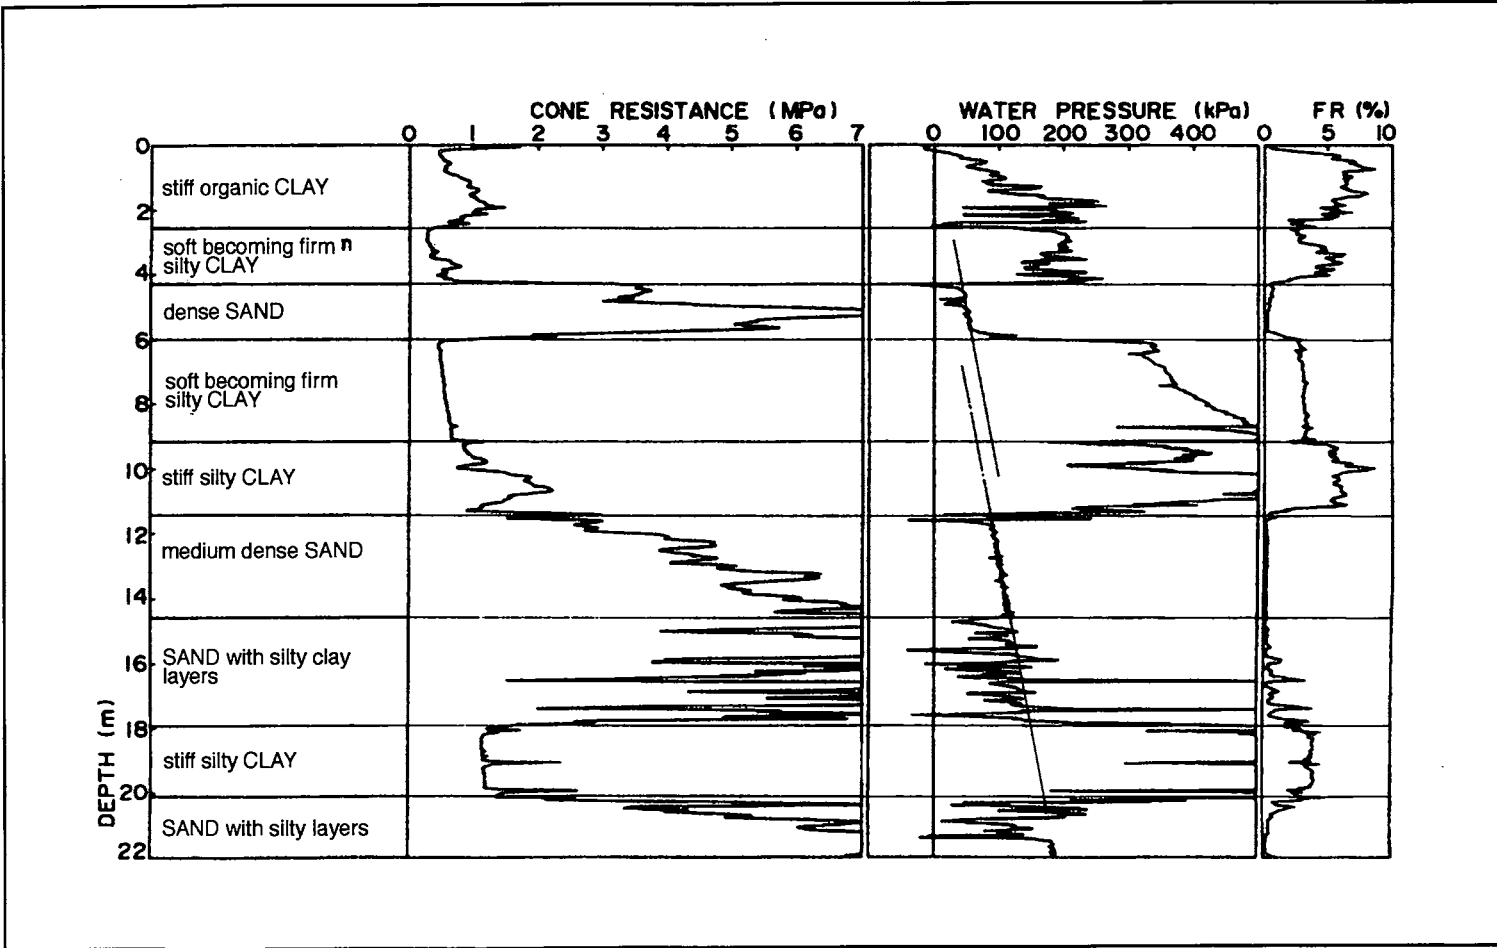 CONE RESISTANCE (MPa) WATER PRESSURE (kPa) FR (%)
0 1 2 3 4 5 6 7 0 100 200 300 400 0 5 10
0
stiff organic CLAY
2
soft becoming firm n
silty CLAY
4
dense SAND
6
soft becoming firm
silty CLAY
8
10
stiff silty CLAY
12
medium dense SAND
14
SAND with silty clay
16
layers
18
stiff silty CLAY
20
SAND with silty layers
22
DEPTH (m)